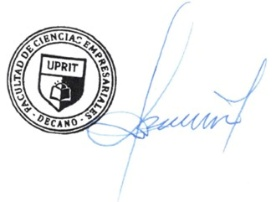 FACULTAD DE CIENCIAS EMPRESARIALES
UPRIT
· DECANO ·